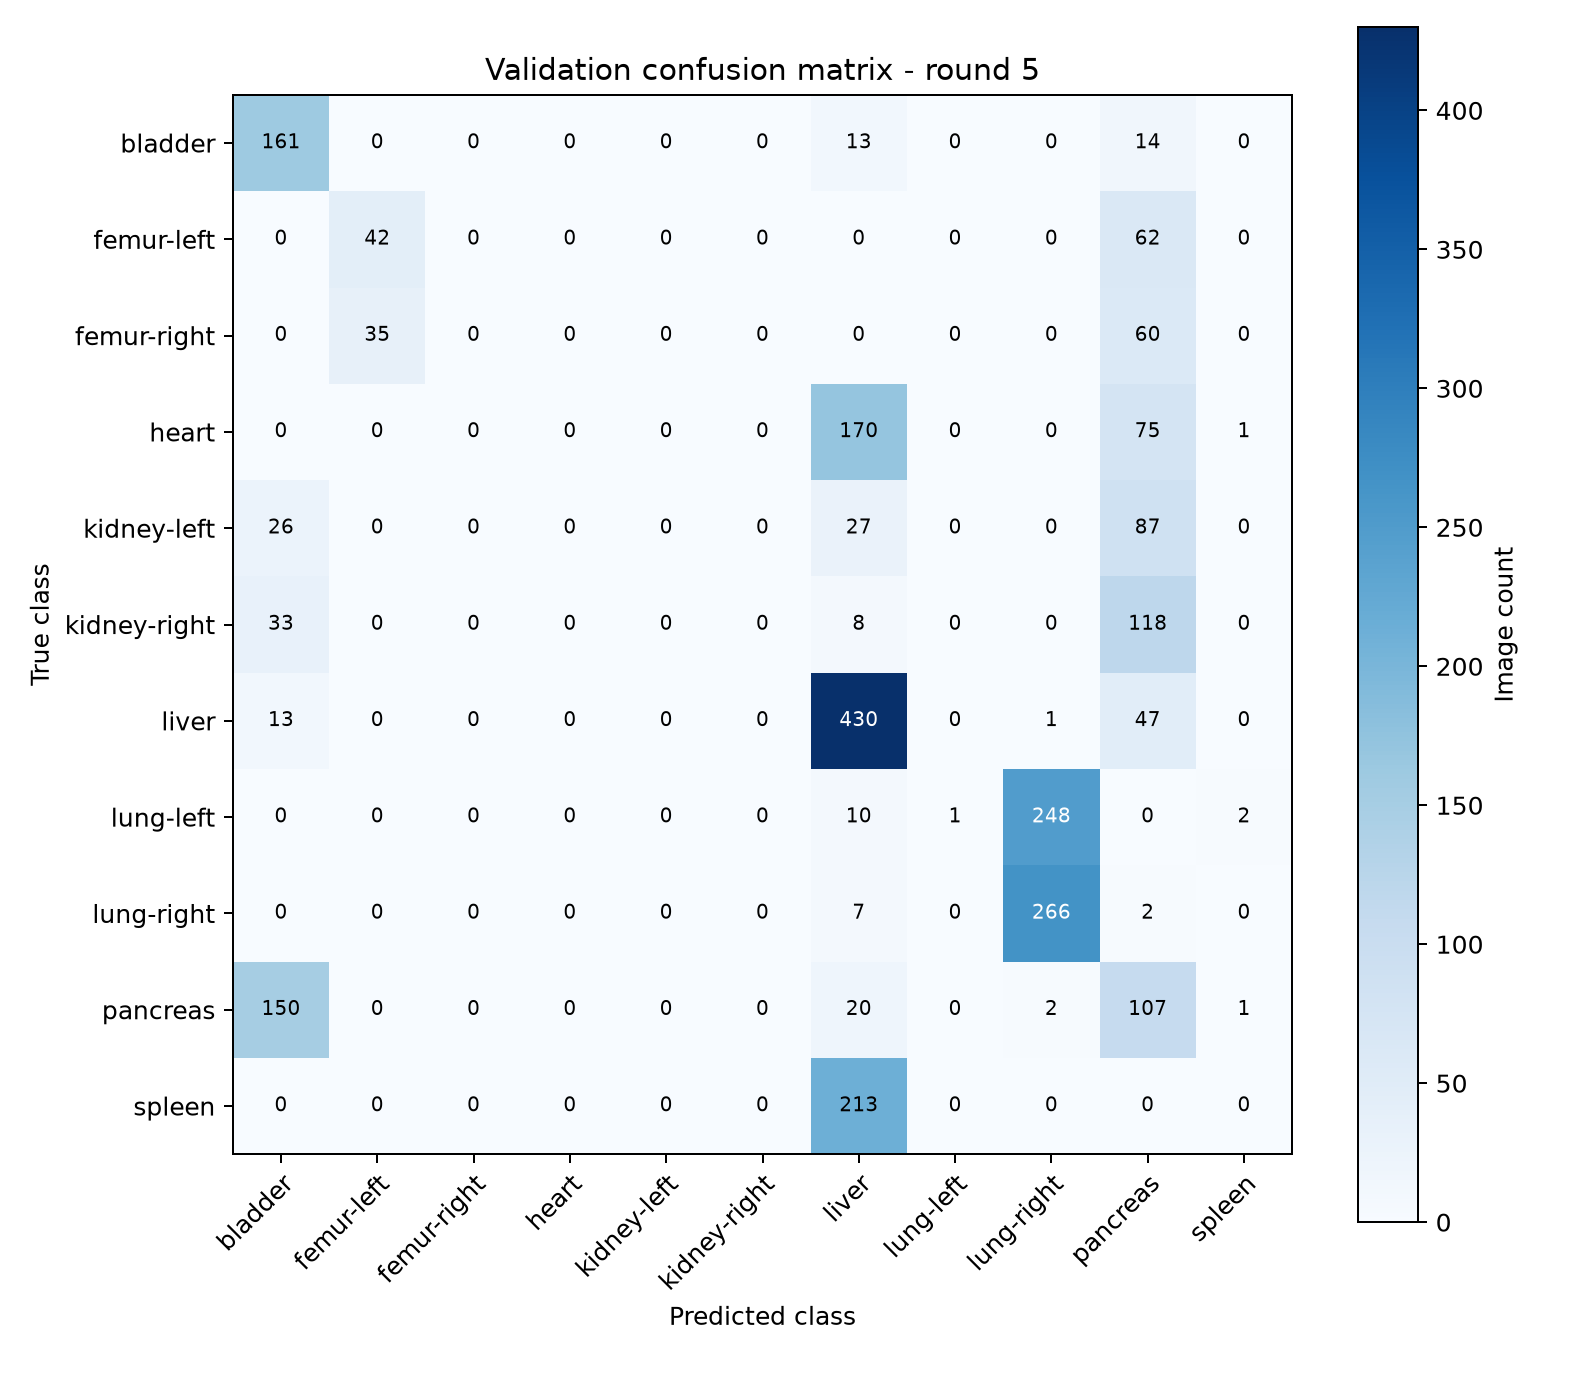 Validation confusion matrix - round 5
bladder 161 0 0 0 0 0 13 0 0 14 0
femur-left 0 42 0 0 0 0 0 0 0 62 0
femur-right 0 35 0 0 0 0 0 0 0 60 0
heart 0 0 0 0 0 0 170 0 0 75 1
kidney-left 26 0 0 0 0 0 27 0 0 87 0
kidney-right 33 0 0 0 0 0 8 0 0 118 0
liver 13 0 0 0 0 0 430 0 1 47 0
lung-left 0 0 0 0 0 0 10 1 248 0 2
lung-right 0 0 0 0 0 0 7 0 266 2 0
pancreas 150 0 0 0 0 0 20 0 2 107 1
spleen 0 0 0 0 0 0 213 0 0 0 0
True class
bladder femur-left femur-right heart kidney-left kidney-right liver lung-left lung-right pancreas spleen
Predicted class
400
350
300
250
200
150
100
50
0
Image count